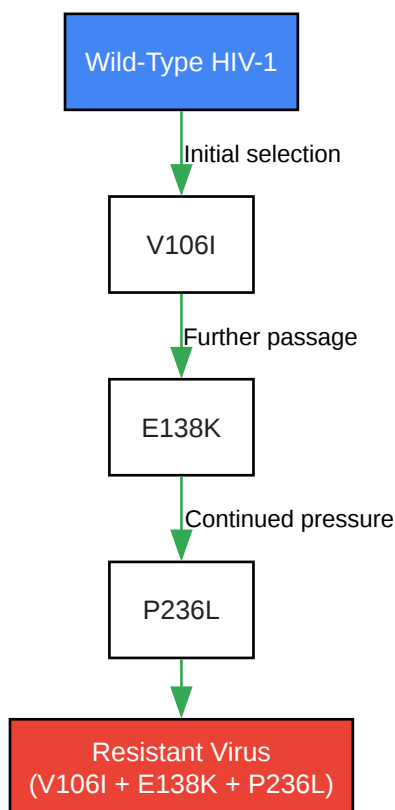 Wild-Type HIV-1
Initial selection
V106I
Further passage
E138K
Continued pressure
P236L
Resistant Virus
(V106I + E138K + P236L)